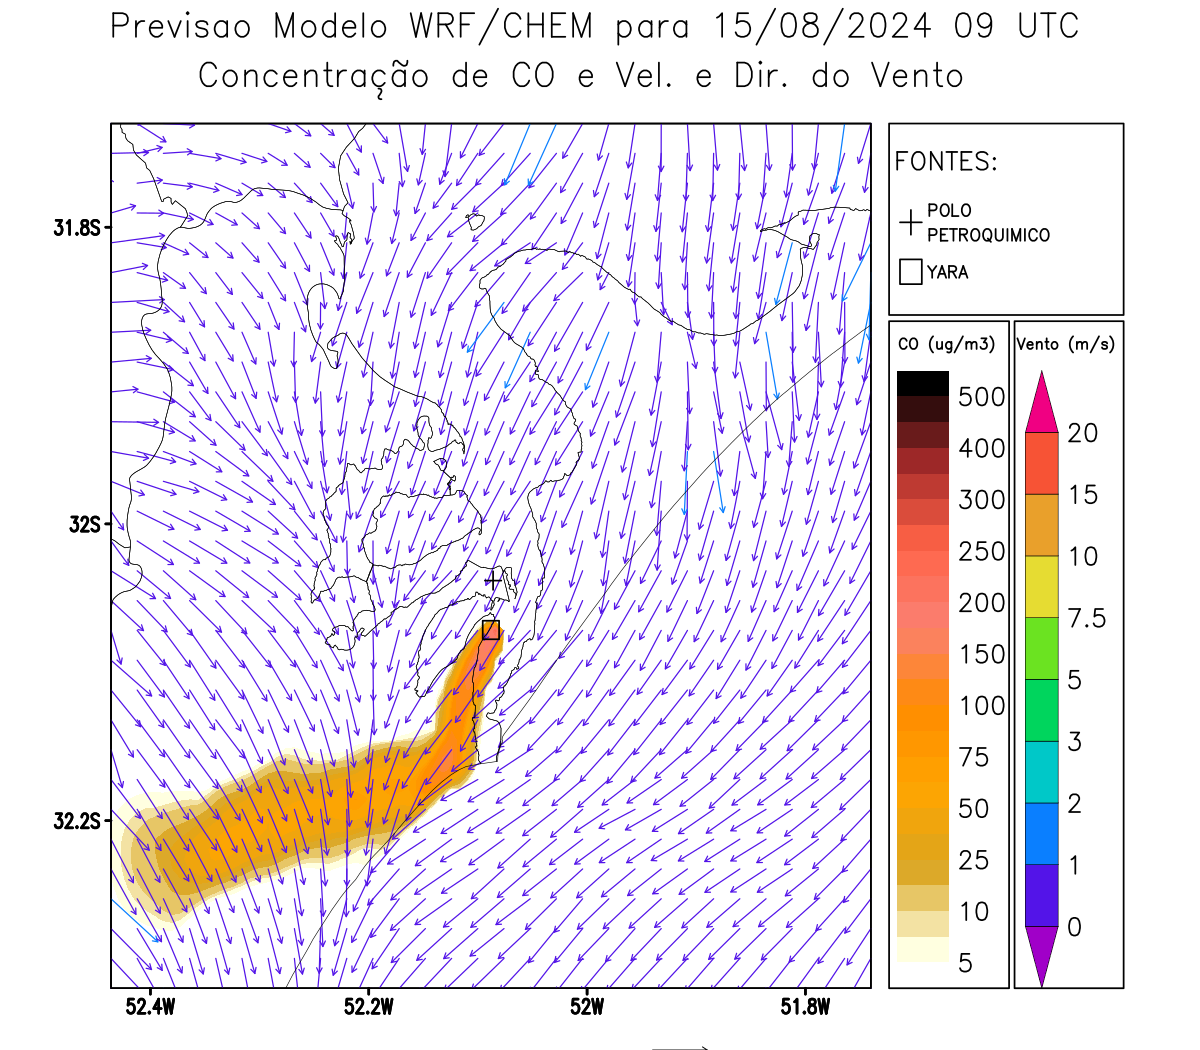 Previsao Modelo WRF/CHEM para 15/08/2024 09 UTC
Concentração de CO e Vel. e Dir. do Vento
FONTES:
POLO
PETROQUIMICO
YARA
31.8S
32S
32.2S
52.4W
52.2W
52W
51.8W
CO (ug/m3)
500
400
300
250
200
150
100
75
50
25
10
5
Vento (m/s)
20
15
10
7.5
5
3
2
1
0